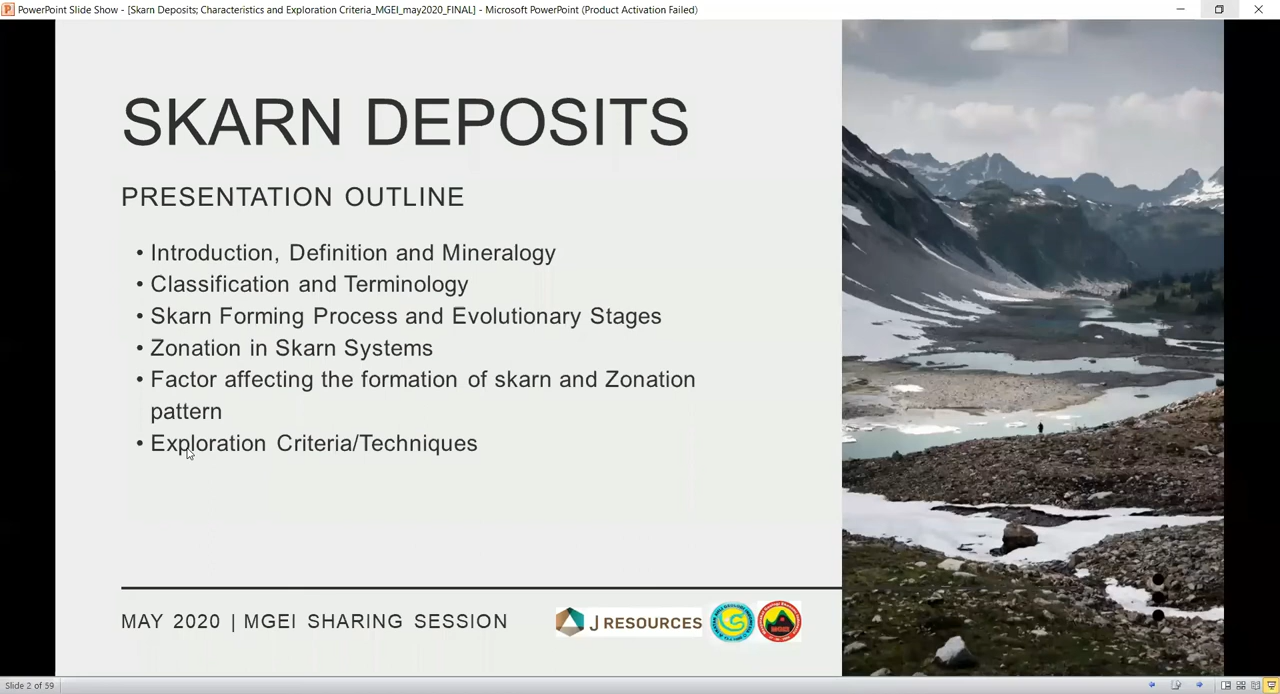 PowerPoint Slide Show - [Skarn Deposits; Characteristics and Exploration Criteria_MGEI_may2020_FINAL] - Microsoft PowerPoint (Product Activation Failed)
SKARN DEPOSITS
PRESENTATION OUTLINE
• Introduction, Definition and Mineralogy
• Classification and Terminology
• Skarn Forming Process and Evolutionary Stages
• Zonation in Skarn Systems
• Factor affecting the formation of skarn and Zonation
pattern
• Exploration Criteria/Techniques
MAY 2020 | MGEI SHARING SESSION
J RESOURCES
Slide 2 of 59